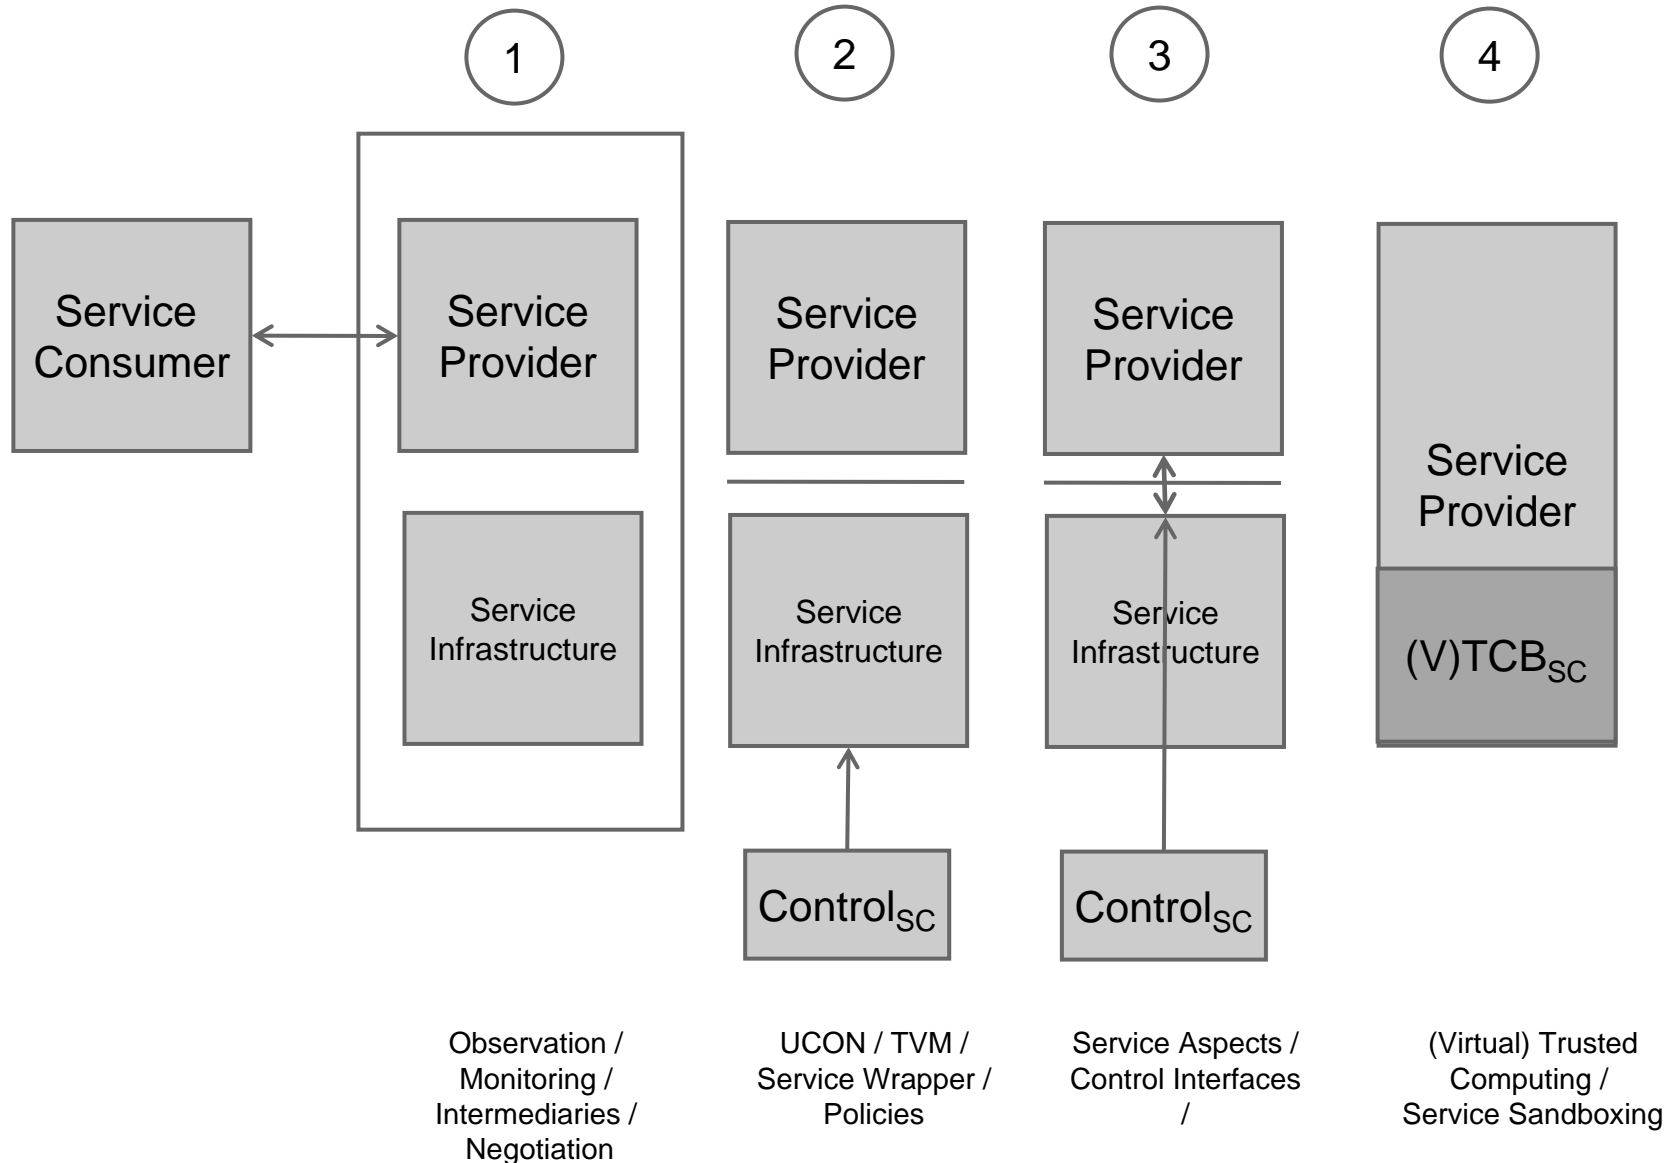 1
2
3
4
Service
Consumer
Service
Provider
Service
Provider
Service
Provider
Service
Provider
Service
Infrastructure
Service
Infrastructure
Service
Infrastructure
(V)TCBSC
ControlSC
ControlSC
Observation /
Monitoring /
Intermediaries /
Negotiation
UCON / TVM /
Service Wrapper /
Policies
Service Aspects /
Control Interfaces
/
(Virtual) Trusted
Computing /
Service Sandboxing